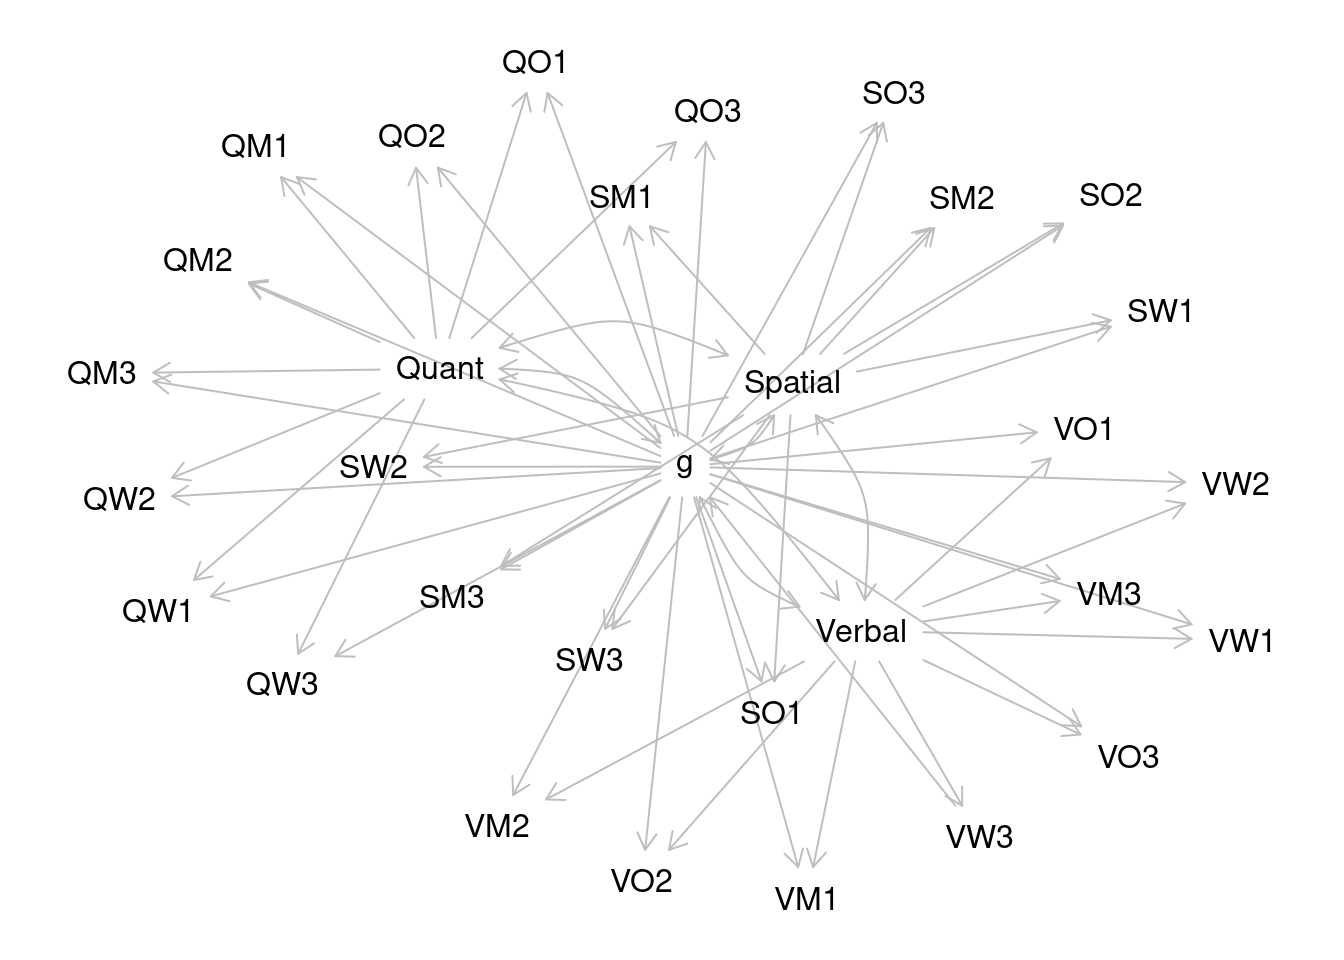 QO1
SO3
QO3
QO2
QM1
SM1
SM2
SO2
QM2
SW1
Quant
QM3
Spatial
VO1
g
SW2
VW2
QW2
VM3
SM3
QW1
Verbal
VW1
SW3
QW3
SO1
VO3
VM2
VW3
VO2
VM1